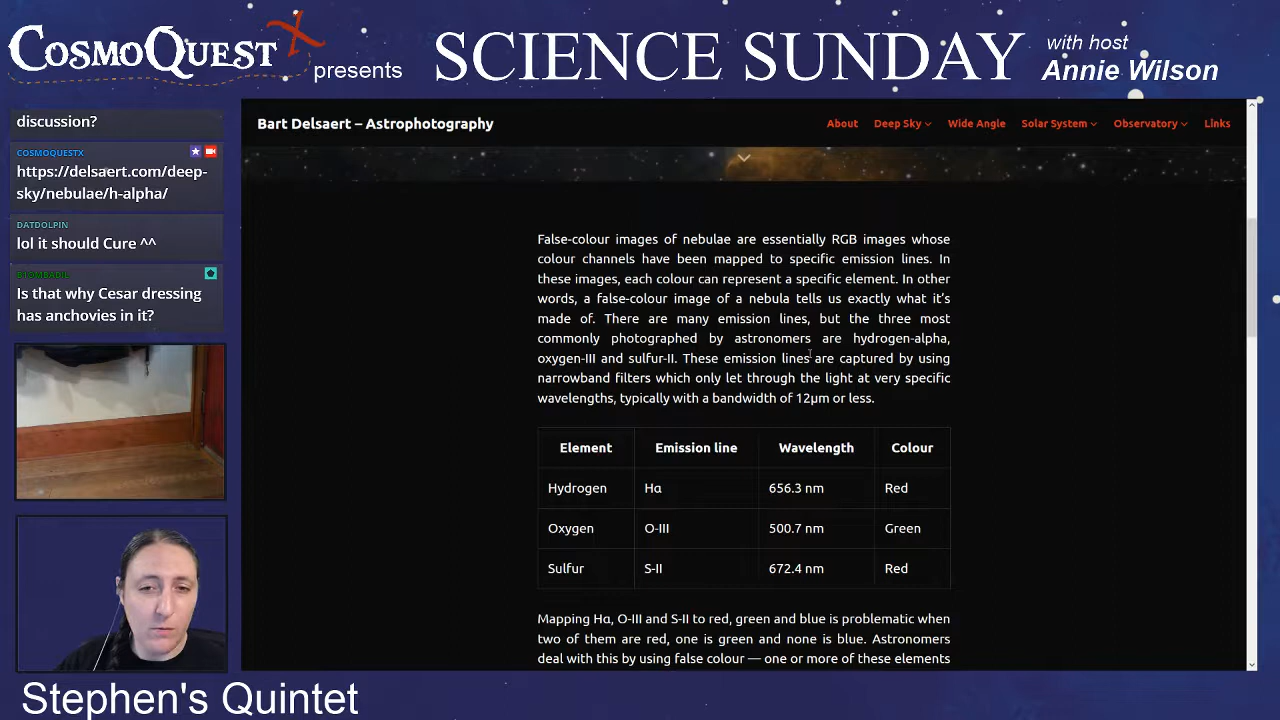 CosmoQuest X
presents
SCIENCE SUNDAY
with host
Annie Wilson
discussion?
COSMOQUESTX
https://delsaert.com/deep-
sky/nebulae/h-alpha/
DATDOLPIN
lol it should Cure ^^
Is that why Cesar dressing
has anchovies in it?
Bart Delsaert – Astrophotography
About Deep Sky Wide Angle Solar System Observatory Links
False-colour images of nebulae are essentially RGB images whose
colour channels have been mapped to specific emission lines. In
these images, each colour can represent a specific element. In other
words, a false-colour image of a nebula tells us exactly what it’s
made of. There are many emission lines, but the three most
commonly photographed by astronomers are hydrogen-alpha,
oxygen-III and sulfur-II. These emission lines are captured by using
narrowband filters which only let through the light at very specific
wavelengths, typically with a bandwidth of 12µm or less.
Element Emission line Wavelength Colour
Hydrogen Hα 656.3 nm Red
Oxygen O-III 500.7 nm Green
Sulfur S-II 672.4 nm Red
Mapping Hα, O-III and S-II to red, green and blue is problematic when
two of them are red, one is green and none is blue. Astronomers
deal with this by using false colour — one or more of these elements
Stephen's Quintet